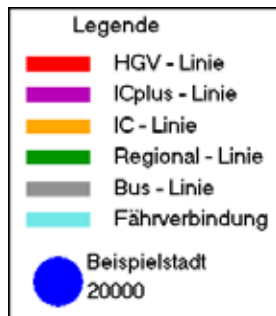 Legende
HGV - Linie
ICplus - Linie
IC - Linie
Regional - Linie
Bus - Linie
Fährverbindung
Beispielstadt
20000